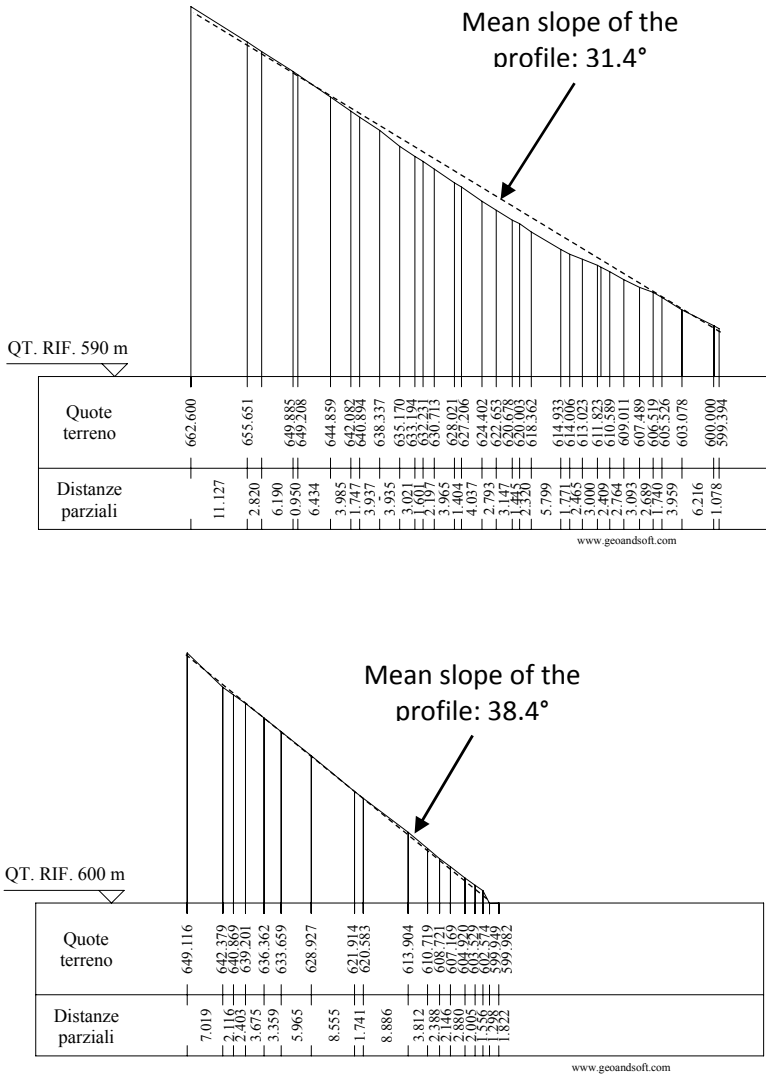 Mean slope of the
profile: 31.4°
QT. RIF. 590 m
Quote
terreno
662.600 655.651 649.885 649.208 644.859 642.082 640.894 638.337 635.170 633.194 632.231 630.713 628.021 627.206 624.402 622.653 620.678 620.003 618.362 614.933 614.006 613.023 611.823 610.589 609.011 607.489 606.519 605.526 603.078 600.000 599.394
Distanze
parziali
11.127 2.820 6.190 0.950 6.434 3.985 1.747 3.937 3.935 3.021 1.601 2.197 3.965 1.404 4.037 2.793 3.147 2.320 5.799 1.771 2.465 3.000 2.409 2.764 3.093 2.689 1.740 3.959 6.216 1.078
www.geoandsoft.com
Mean slope of the
profile: 38.4°
QT. RIF. 600 m
Quote
terreno
649.116 642.379 640.869 639.201 636.362 633.659 628.927 621.914 620.583 613.904 610.719 608.721 607.169 604.920 603.529 602.574 599.949 599.982
Distanze
parziali
7.019 2.116 2.403 3.675 3.359 5.965 8.555 1.741 8.886 3.812 2.388 2.146 2.880 2.005 1.556 1.298 1.822
www.geoandsoft.com